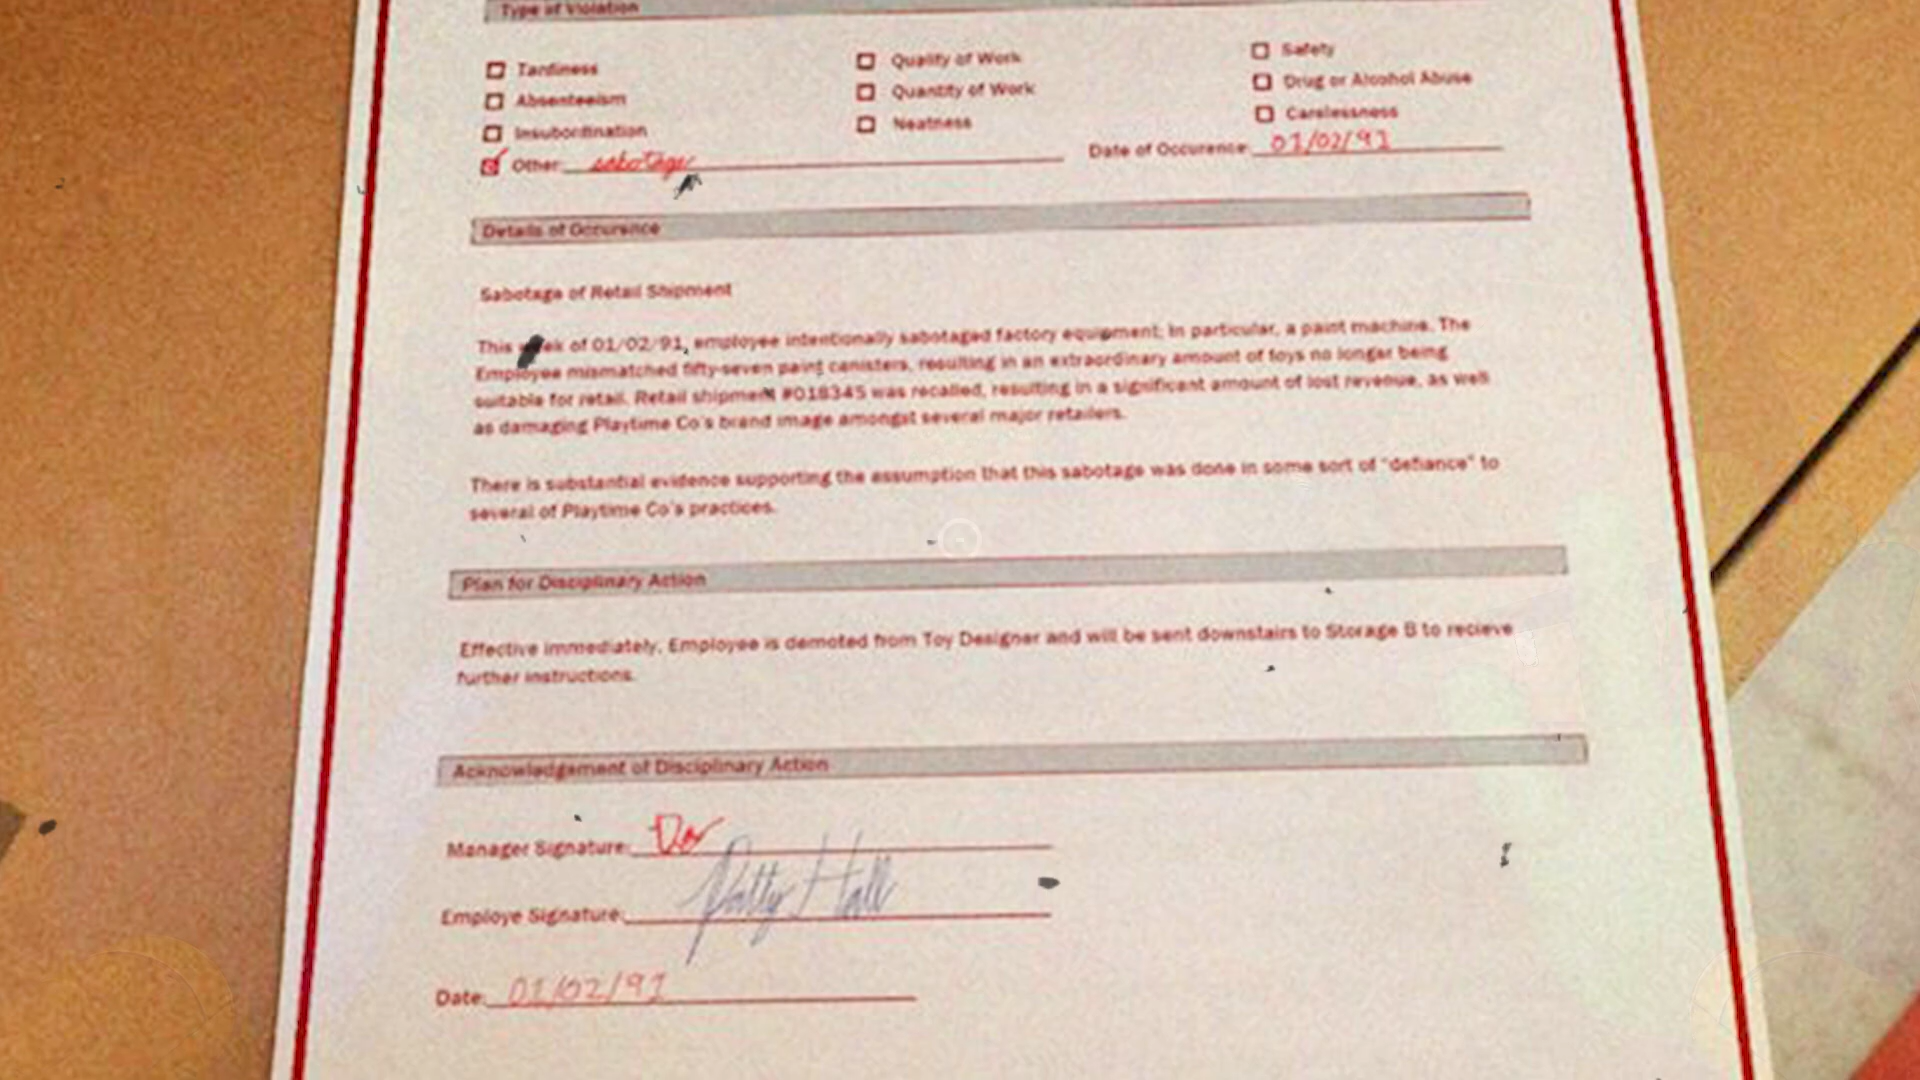 Type of Violation
Tardiness
Absenteeism
Insubordination
Other: sabotage
Quality of Work
Quantity of Work
Neatness
Safety
Drug or Alcohol Abuse
Carelessness
Date of Occurence: 01/02/91
Details of Occurence
Sabotage of Retail Shipment
This week of 01/02/91, employee intentionally sabotaged factory equipment; in particular, a paint machine. The
Employee mismatched fifty-seven paint canisters, resulting in an extraordinary amount of toys no longer being
suitable for retail. Retail shipment #018345 was recalled, resulting in a significant amount of lost revenue, as well
as damaging Playtime Co's brand image amongst several major retailers.
There is substantial evidence supporting the assumption that this sabotage was done in some sort of "defiance" to
several of Playtime Co's practices.
Plan for Disciplinary Action
Effective immediately, Employee is demoted from Toy Designer and will be sent downstairs to Storage B to recieve
further instructions.
Acknowledgement of Disciplinary Action
Manager Signature:
Employe Signature: Patty Hall
Date: 01/02/91